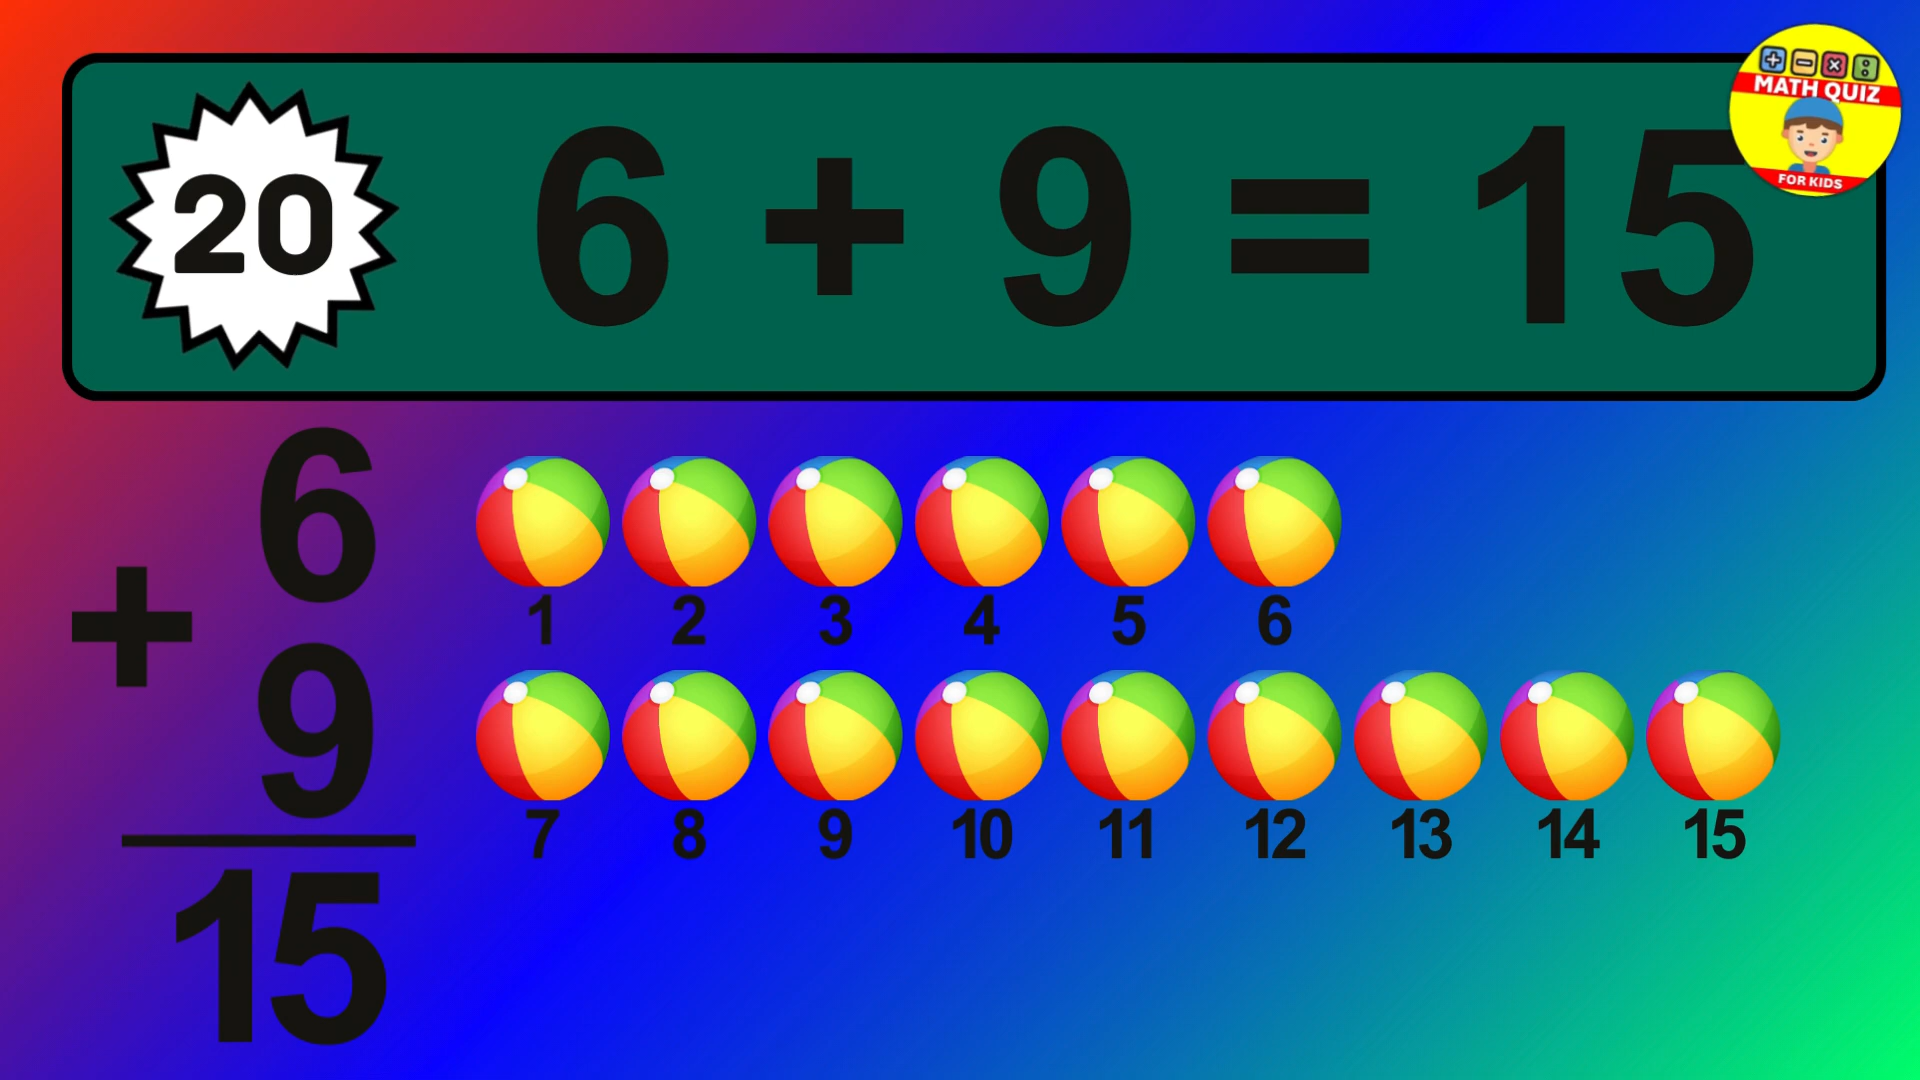 20 6 + 9 = 15
+ − × :
MATH QUIZ
FOR KIDS
6
+
9
15
1 2 3 4 5 6
7 8 9 10 11 12 13 14 15